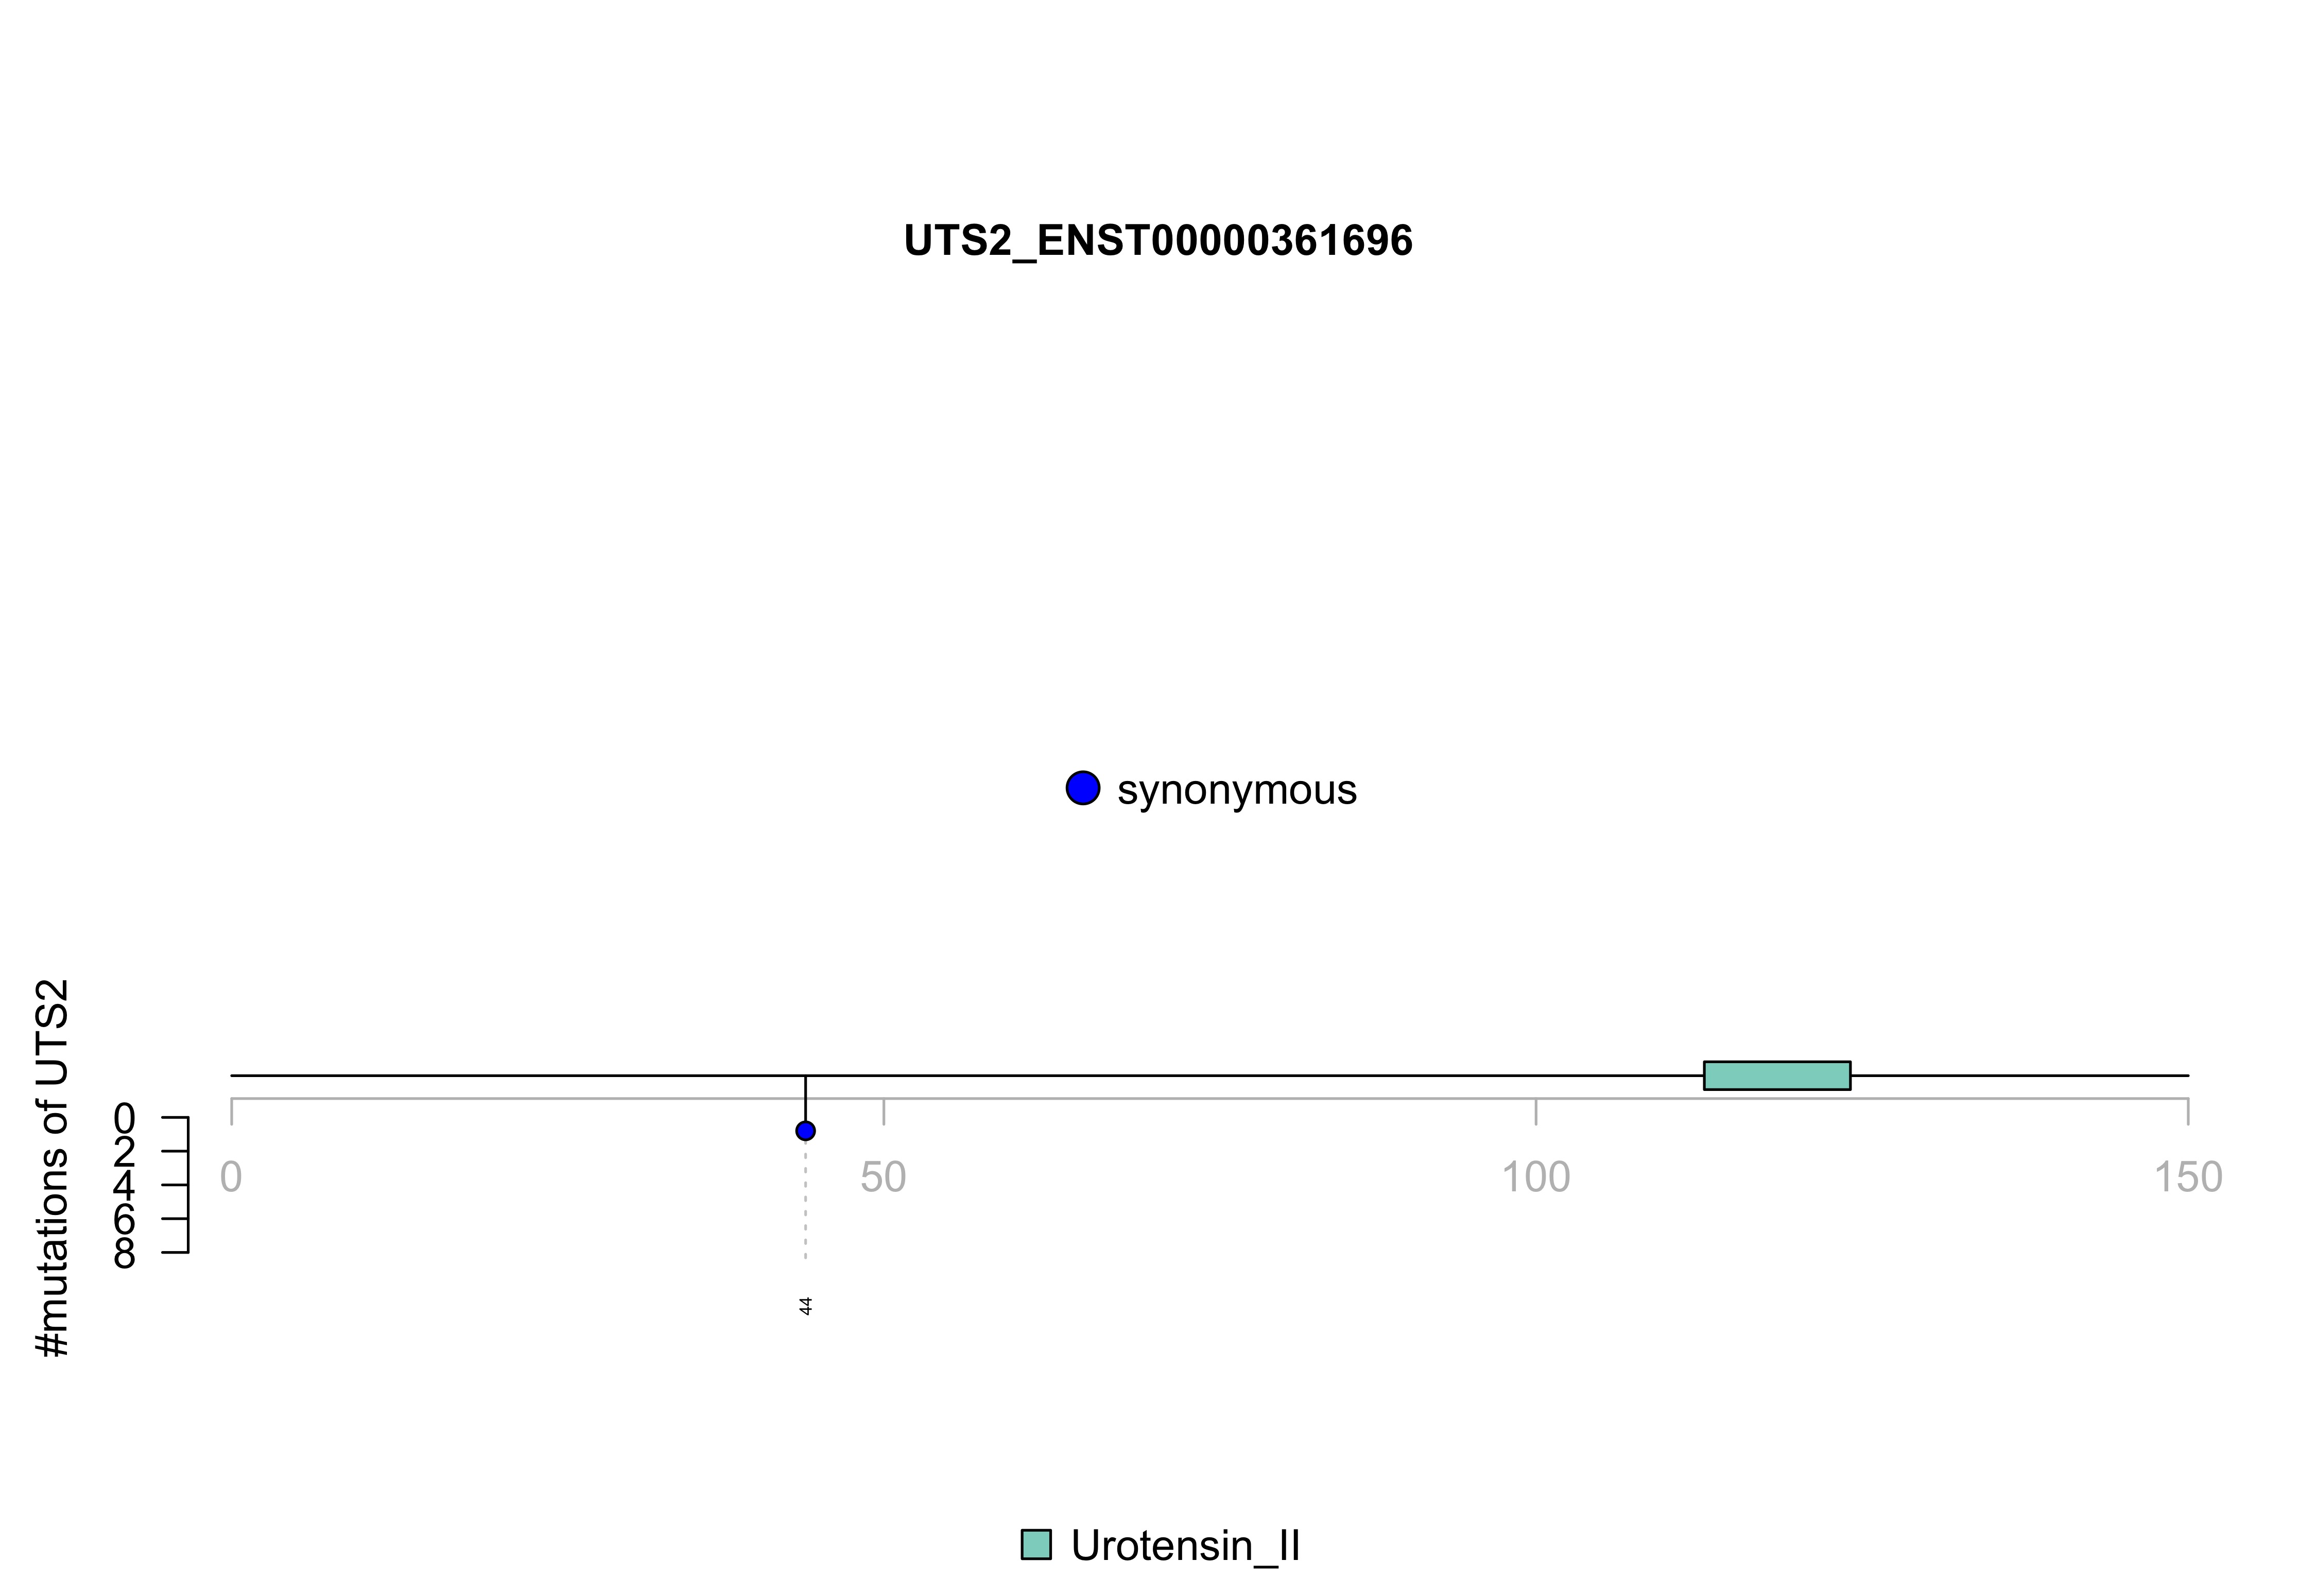 UTS2_ENST00000361696
synonymous
#mutations of UTS2
0
2
4
6
8
0 50 100 150
44
Urotensin_II